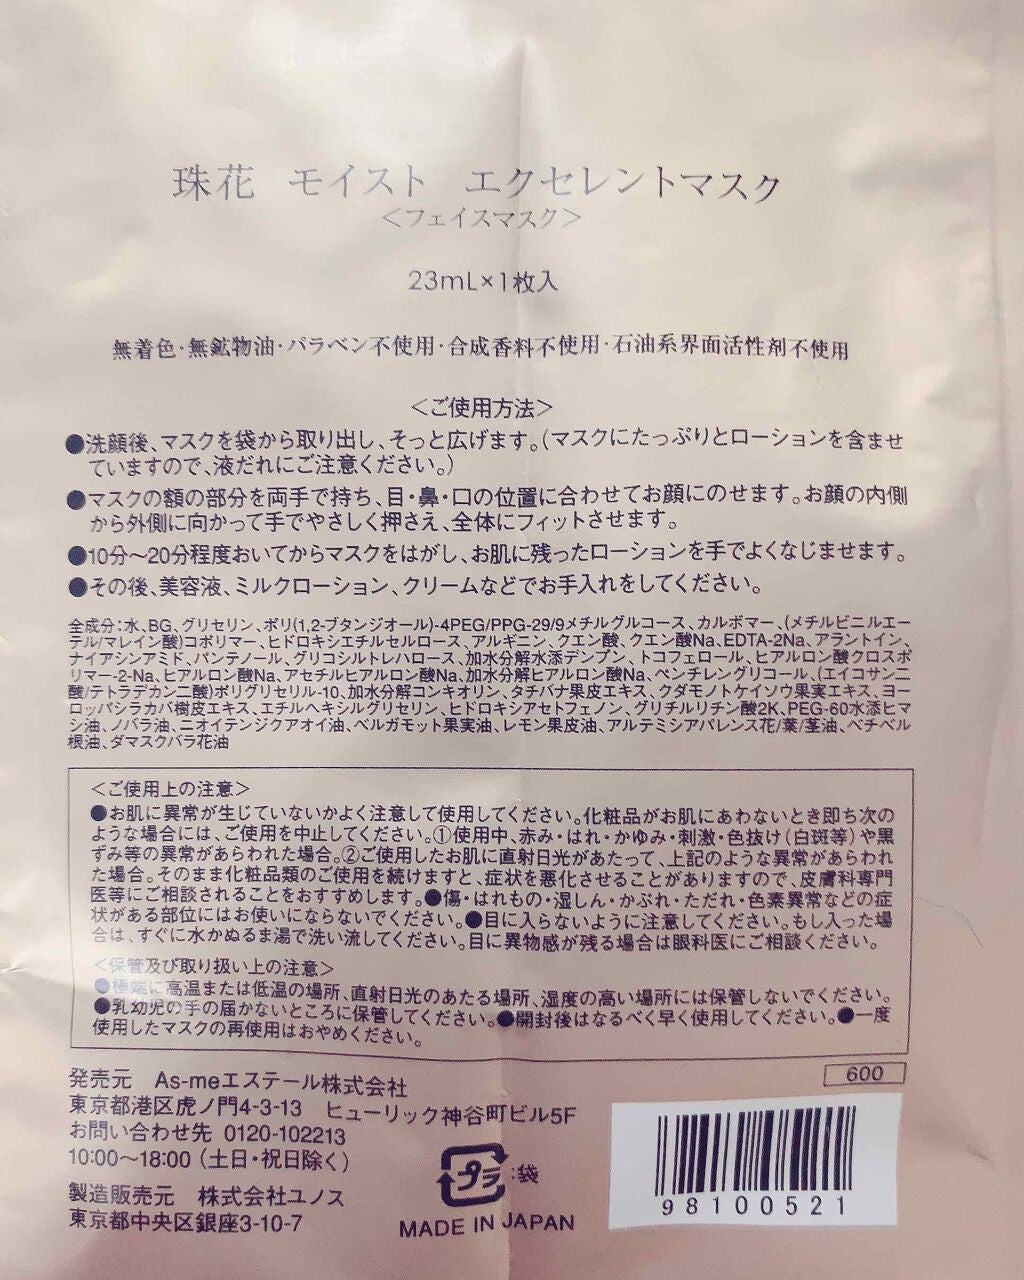 珠花 モイスト エクセレントマスク
＜フェイスマスク＞
23mL×1枚入
無着色・無鉱物油・パラベン不使用・合成香料不使用・石油系界面活性剤不使用
＜ご使用方法＞
●洗顔後、マスクを袋から取り出し、そっと広げます。(マスクにたっぷりとローションを含ませ
ていますので、液だれにご注意ください。)
●マスクの額の部分を両手で持ち、目・鼻・口の位置に合わせてお顔にのせます。お顔の内側
から外側に向かって手でやさしく押さえ、全体にフィットさせます。
●10分～20分程度おいてからマスクをはがし、お肌に残ったローションを手でよくなじませます。
●その後、美容液、ミルクローション、クリームなどでお手入れをしてください。
全成分:水、BG、グリセリン、ポリ(1,2-ブタンジオール)-4PEG/PPG-29/9メチルグルコース、カルボマー、(メチルビニルエー
テル/マレイン酸)コポリマー、ヒドロキシエチルセルロース、アルギニン、クエン酸、クエン酸Na、EDTA-2Na、アラントイン、
ナイアシンアミド、パンテノール、グリコシルトレハロース、加水分解水添デンプン、トコフェロール、ヒアルロン酸クロスポ
リマー-2-Na、ヒアルロン酸Na、アセチルヒアルロン酸Na、加水分解ヒアルロン酸Na、ペンチレングリコール、(エイコサン二
酸/テトラデカン二酸)ポリグリセリル-10、加水分解コンキオリン、タチバナ果皮エキス、クダモノトケイソウ果実エキス、ヨー
ロッパシラカバ樹皮エキス、エチルヘキシルグリセリン、ヒドロキシアセトフェノン、グリチルリチン酸2K、PEG-60水添ヒマ
シ油、ノバラ油、ニオイテンジクアオイ油、ベルガモット果実油、レモン果皮油、アルテミシアパレンス花/葉/茎油、ベチベル
根油、ダマスクバラ花油
＜ご使用上の注意＞
●お肌に異常が生じていないかよく注意して使用してください。化粧品がお肌にあわないとき即ち次の
ような場合には、ご使用を中止してください。①使用中、赤み・はれ・かゆみ・刺激・色抜け(白斑等)や黒
ずみ等の異常があらわれた場合。②ご使用したお肌に直射日光があたって、上記のような異常があらわれ
た場合。そのまま化粧品類のご使用を続けますと、症状を悪化させることがありますので、皮膚科専門
医等にご相談されることをおすすめします。●傷・はれもの・湿しん・かぶれ・ただれ・色素異常などの症
状がある部位にはお使いにならないでください。●目に入らないように注意してください。もし入った場
合は、すぐに水かぬるま湯で洗い流してください。目に異物感が残る場合は眼科医にご相談ください。
＜保管及び取り扱い上の注意＞
●極端に高温または低温の場所、直射日光のあたる場所、湿度の高い場所には保管しないでください。
●乳幼児の手の届かないところに保管してください。●開封後はなるべく早く使用してください。●一度
使用したマスクの再使用はおやめください。
600
発売元 As-meエステール株式会社
東京都港区虎ノ門4-3-13 ヒューリック神谷町ビル5F
お問い合わせ先 0120-102213
10:00～18:00 (土日・祝日除く)
製造販売元 株式会社ユノス
東京都中央区銀座3-10-7
プラ :袋
MADE IN JAPAN
98100521